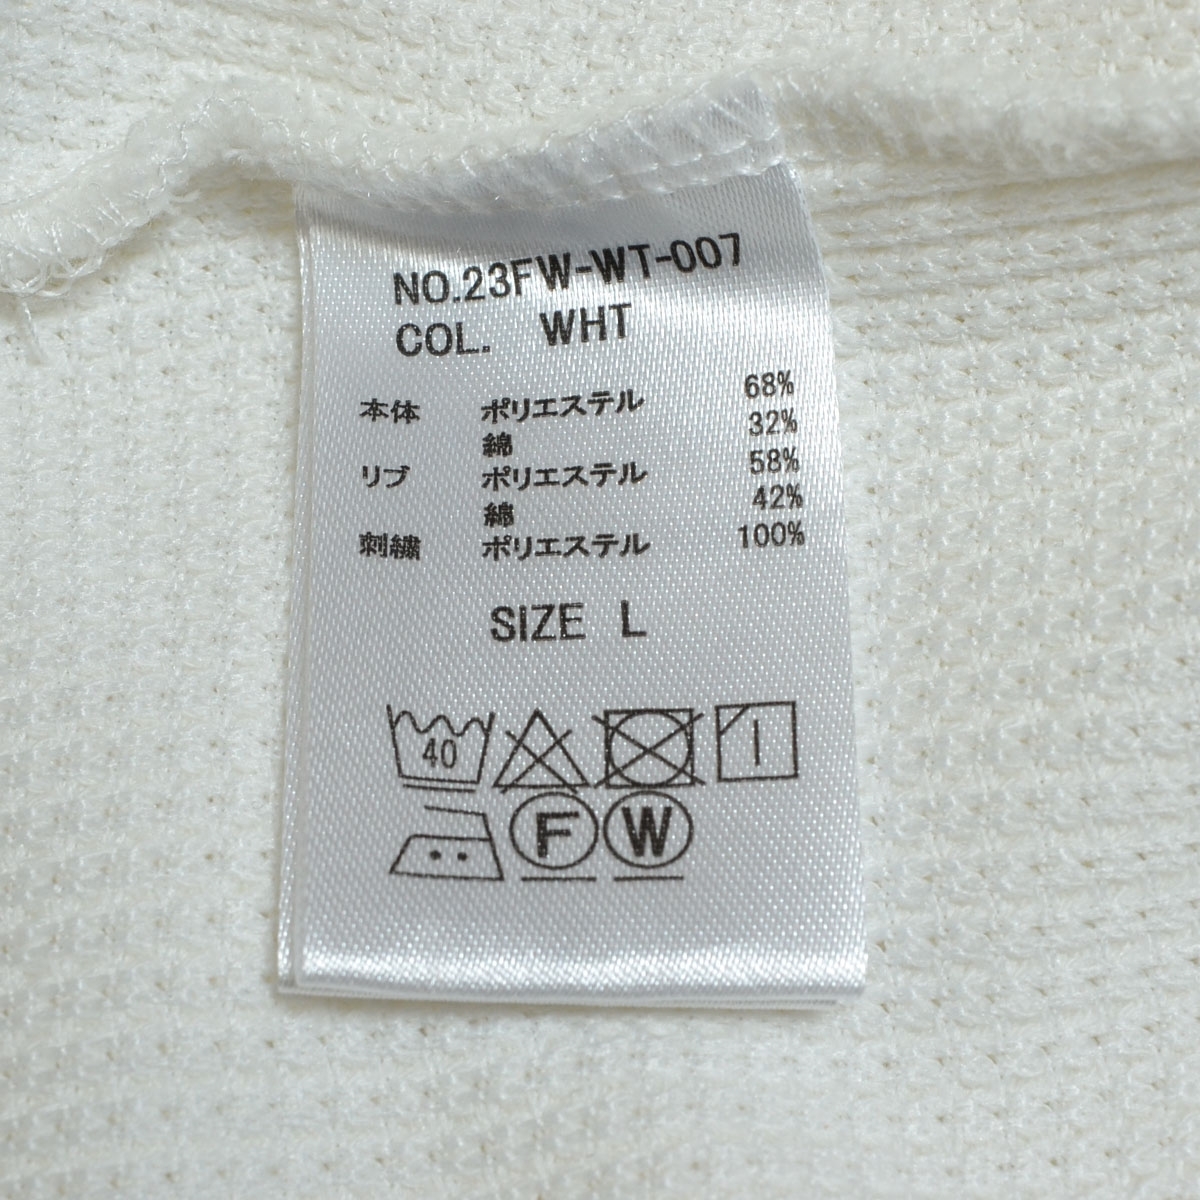 NO.23FW-WT-007
COL. WHT
本体 ポリエステル 68%
綿 32%
リブ ポリエステル 58%
綿 42%
刺繍 ポリエステル 100%
SIZE L
40
F W